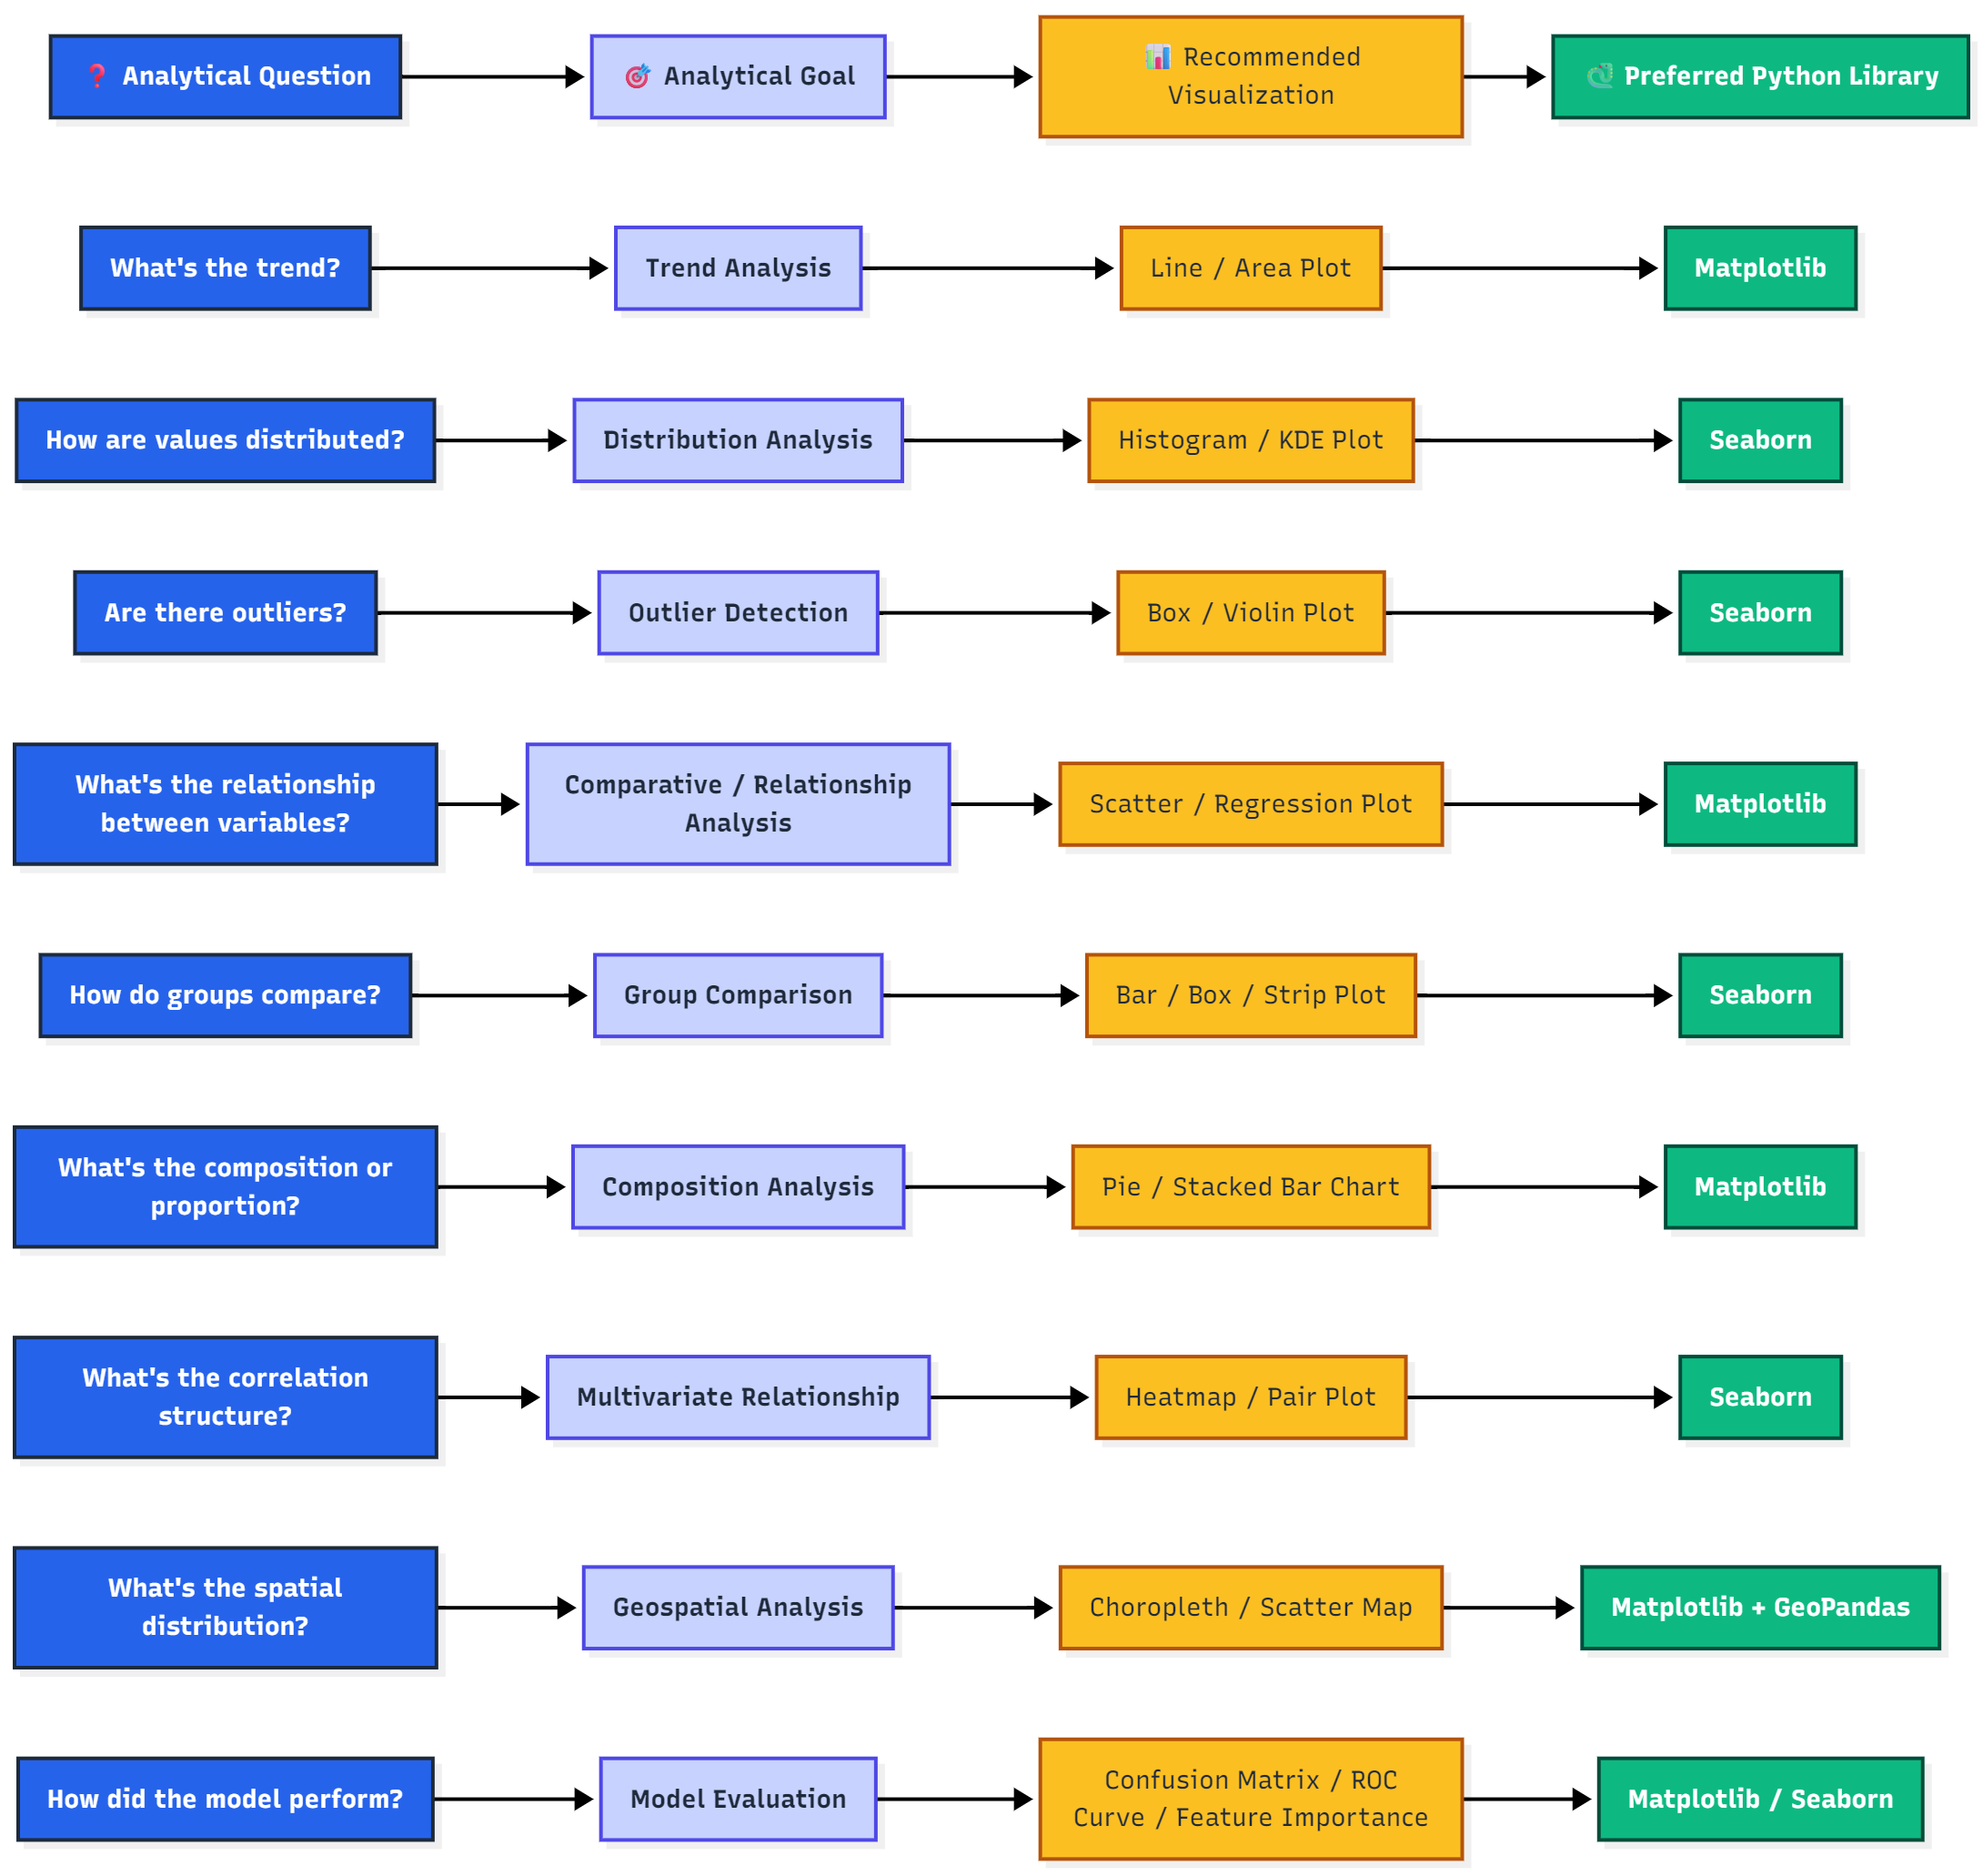 ❓ Analytical Question
🎯 Analytical Goal
📊 Recommended
Visualization
🐍 Preferred Python Library
What's the trend?
Trend Analysis
Line / Area Plot
Matplotlib
How are values distributed?
Distribution Analysis
Histogram / KDE Plot
Seaborn
Are there outliers?
Outlier Detection
Box / Violin Plot
Seaborn
What's the relationship
between variables?
Comparative / Relationship
Analysis
Scatter / Regression Plot
Matplotlib
How do groups compare?
Group Comparison
Bar / Box / Strip Plot
Seaborn
What's the composition or
proportion?
Composition Analysis
Pie / Stacked Bar Chart
Matplotlib
What's the correlation
structure?
Multivariate Relationship
Heatmap / Pair Plot
Seaborn
What's the spatial
distribution?
Geospatial Analysis
Choropleth / Scatter Map
Matplotlib + GeoPandas
How did the model perform?
Model Evaluation
Confusion Matrix / ROC
Curve / Feature Importance
Matplotlib / Seaborn